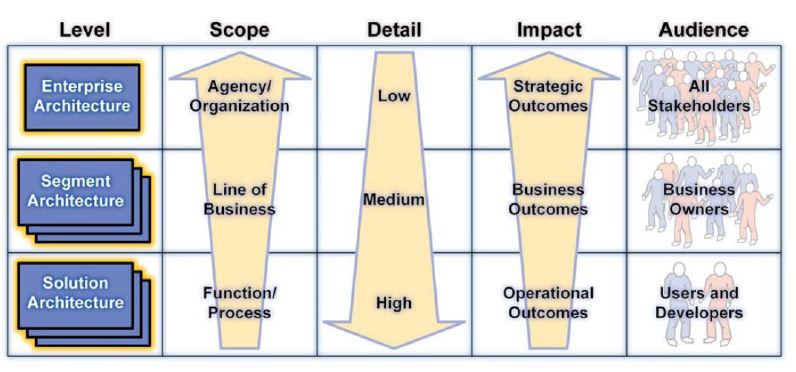 Level Scope Detail Impact Audience
Enterprise
Architecture
Agency/
Organization
Low
Strategic
Outcomes
All
Stakeholders
Segment
Architecture
Line of
Business
Medium
Business
Outcomes
Business
Owners
Solution
Architecture
Function/
Process
High
Operational
Outcomes
Users and
Developers